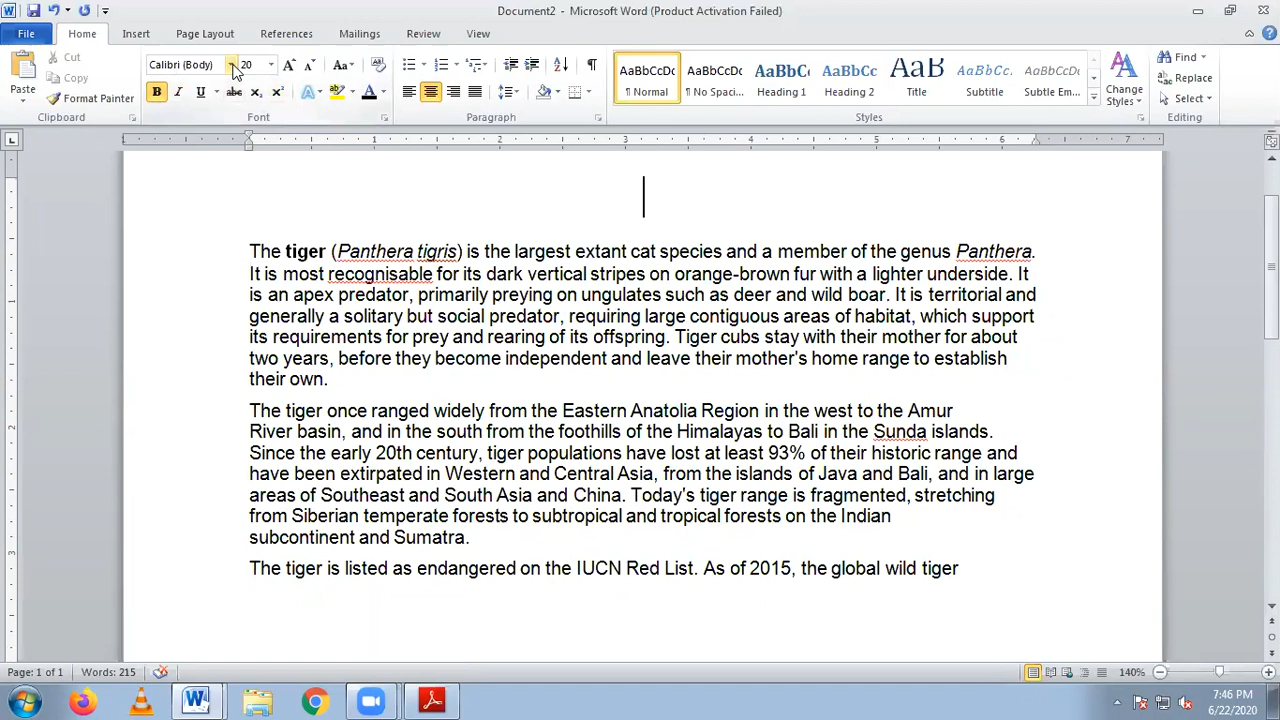 Document2 - Microsoft Word (Product Activation Failed)
File Home Insert Page Layout References Mailings Review View
Paste
Cut
Copy
Format Painter
Clipboard
Calibri (Body) 20
Font
Paragraph
AaBbCcDc AaBbCcDc AaBbC( AaBbCc AaB AaBbCc. AaBbCcDc
¶ Normal ¶ No Spaci... Heading 1 Heading 2 Title Subtitle Subtle Em...
Change Styles
Styles
Find
Replace
Select
Editing
1 2 3 4 5 6 7
The tiger (Panthera tigris) is the largest extant cat species and a member of the genus Panthera.
It is most recognisable for its dark vertical stripes on orange-brown fur with a lighter underside. It
is an apex predator, primarily preying on ungulates such as deer and wild boar. It is territorial and
generally a solitary but social predator, requiring large contiguous areas of habitat, which support
its requirements for prey and rearing of its offspring. Tiger cubs stay with their mother for about
two years, before they become independent and leave their mother's home range to establish
their own.
The tiger once ranged widely from the Eastern Anatolia Region in the west to the Amur
River basin, and in the south from the foothills of the Himalayas to Bali in the Sunda islands.
Since the early 20th century, tiger populations have lost at least 93% of their historic range and
have been extirpated in Western and Central Asia, from the islands of Java and Bali, and in large
areas of Southeast and South Asia and China. Today's tiger range is fragmented, stretching
from Siberian temperate forests to subtropical and tropical forests on the Indian
subcontinent and Sumatra.
The tiger is listed as endangered on the IUCN Red List. As of 2015, the global wild tiger
Page: 1 of 1 Words: 215 140%
7:46 PM
6/22/2020